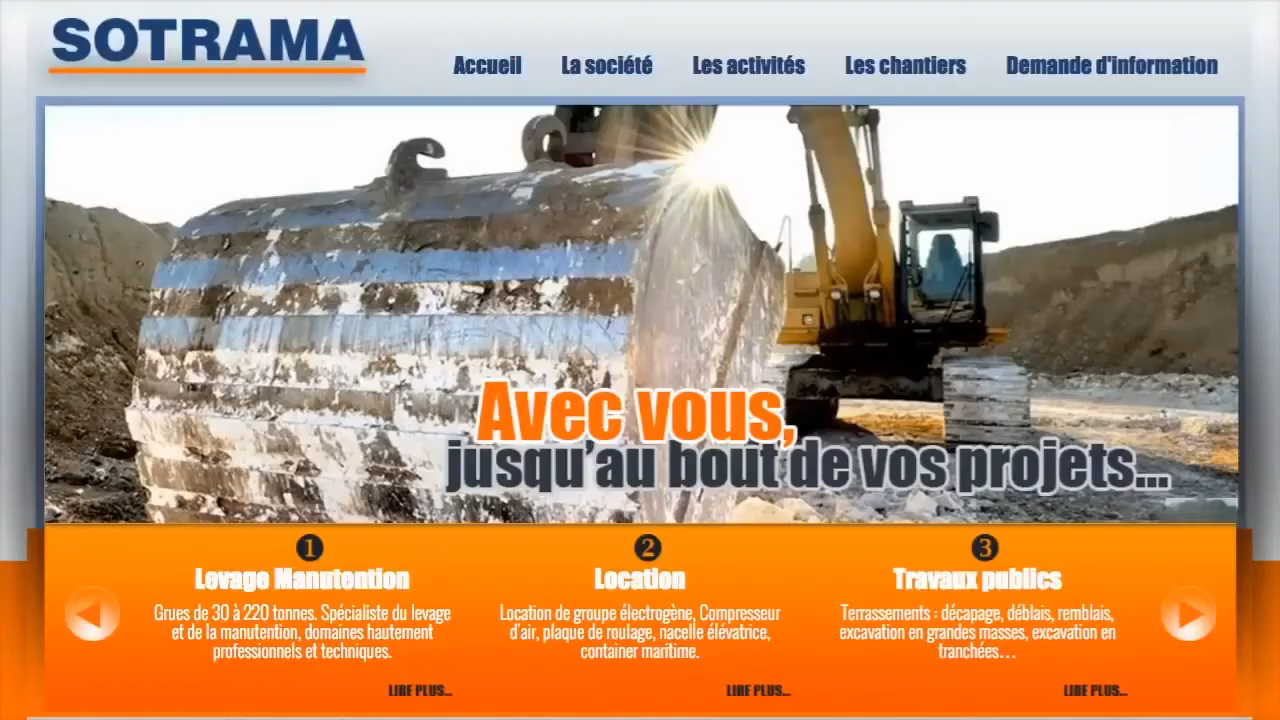 SOTRAMA
Accueil La société Les activités Les chantiers Demande d'information
Avec vous,
jusqu'au bout de vos projets...
1 2 3
Levage Manutention
Grues de 30 à 220 tonnes. Spécialiste du levage
et de la manutention, domaines hautement
professionnels et techniques.
LIRE PLUS...
Location
Location de groupe électrogène, Compresseur
d'air, plaque de roulage, nacelle élévatrice,
container maritime.
LIRE PLUS...
Travaux publics
Terrassements : décapage, déblais, remblais,
excavation en grandes masses, excavation en
tranchées...
LIRE PLUS...